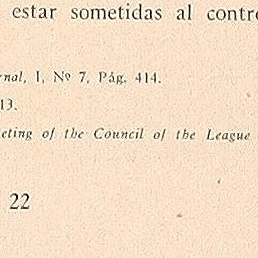 estar sometidas al contro
rnal, I, Nº 7, Pág. 414.
13.
eting of the Council of the League
22